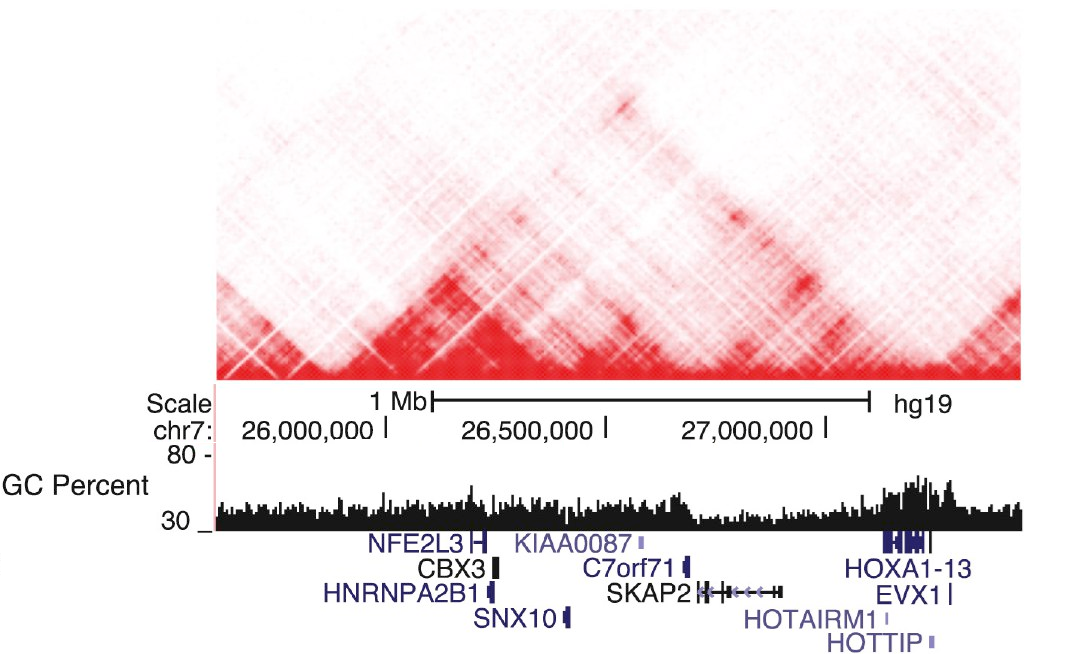 Scale 1 Mb hg19
chr7: 26,000,000 26,500,000 27,000,000
80 -
GC Percent
30 _
NFE2L3 KIAA0087
CBX3 C7orf71 HOXA1-13
HNRNPA2B1 SKAP2 EVX1
SNX10 HOTAIRM1
HOTTIP